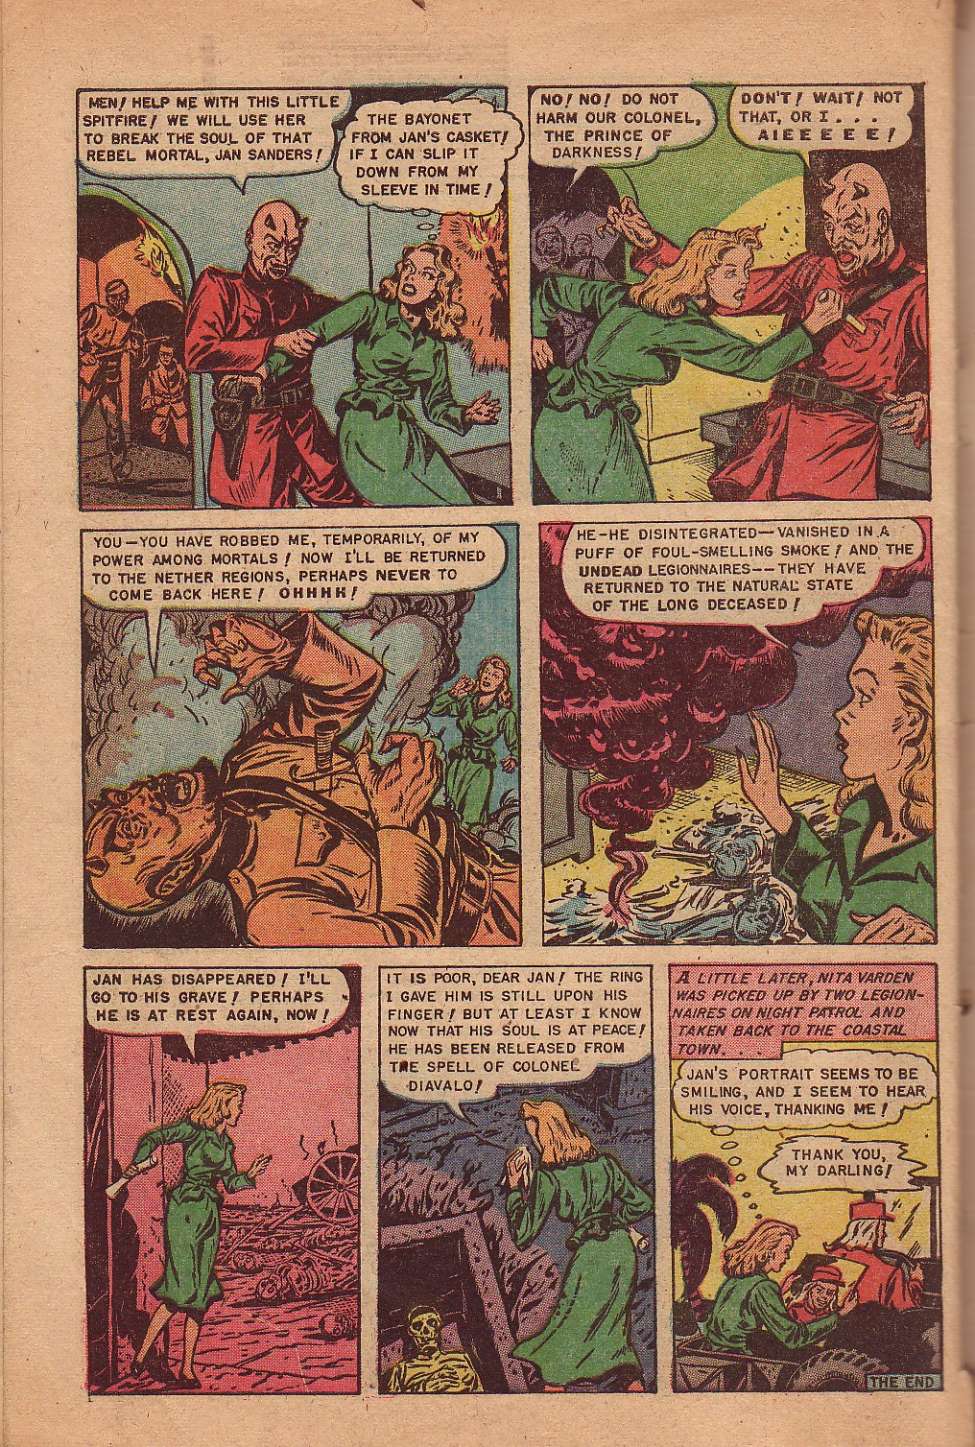 MEN! HELP ME WITH THIS LITTLE
SPITFIRE! WE WILL USE HER
TO BREAK THE SOUL OF THAT
REBEL MORTAL, JAN SANDERS!
THE BAYONET
FROM JAN'S CASKET!
IF I CAN SLIP IT
DOWN FROM MY
SLEEVE IN TIME!
NO! NO! DO NOT
HARM OUR COLONEL,
THE PRINCE OF
DARKNESS!
DON'T! WAIT! NOT
THAT, OR I . . .
AIEEEEE!
YOU—YOU HAVE ROBBED ME, TEMPORARILY, OF MY
POWER AMONG MORTALS! NOW I'LL BE RETURNED
TO THE NETHER REGIONS, PERHAPS NEVER TO
COME BACK HERE! OHHHH!
HE-HE DISINTEGRATED—VANISHED IN A
PUFF OF FOUL-SMELLING SMOKE! AND THE
UNDEAD LEGIONNAIRES--THEY HAVE
RETURNED TO THE NATURAL STATE
OF THE LONG DECEASED!
JAN HAS DISAPPEARED! I'LL
GO TO HIS GRAVE! PERHAPS
HE IS AT REST AGAIN, NOW!
IT IS POOR, DEAR JAN! THE RING
I GAVE HIM IS STILL UPON HIS
FINGER! BUT AT LEAST I KNOW
NOW THAT HIS SOUL IS AT PEACE!
HE HAS BEEN RELEASED FROM
THE SPELL OF COLONEL
DIAVALO!
A LITTLE LATER, NITA VARDEN
WAS PICKED UP BY TWO LEGION-
NAIRES ON NIGHT PATROL AND
TAKEN BACK TO THE COASTAL
TOWN. . . .
JAN'S PORTRAIT SEEMS TO BE
SMILING, AND I SEEM TO HEAR
HIS VOICE, THANKING ME!
THANK YOU,
MY DARLING!
THE END